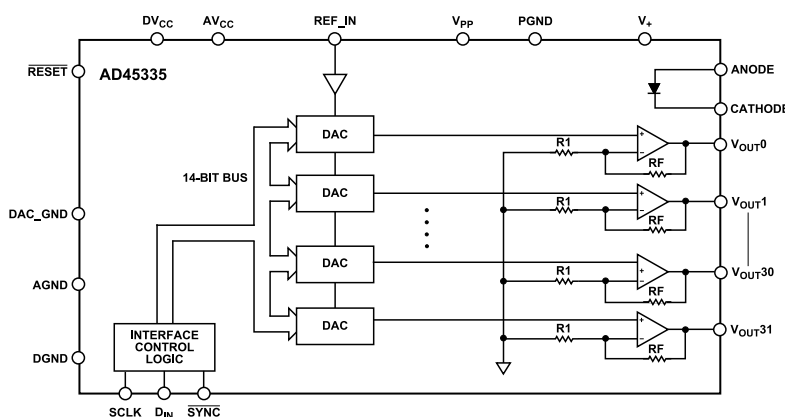 DVCC AVCC REF_IN VPP PGND V+
RESET AD45335 ANODE
CATHODE
DAC R1 VOUT0
RF
14-BIT BUS
DAC R1 VOUT1
RF
DAC_GND
DAC R1 VOUT30
RF
AGND
DAC R1 VOUT31
RF
INTERFACE
CONTROL
LOGIC
DGND
SCLK DIN SYNC